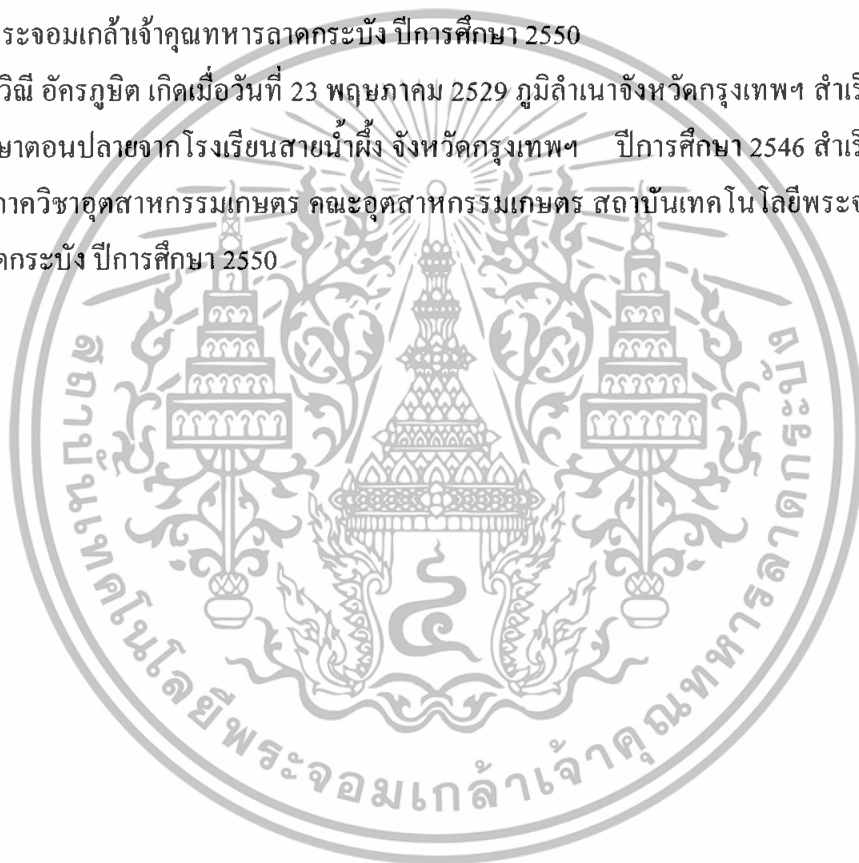 ระจอมเกล้าเจ้าคุณทหารลาดกระบัง ปีการศึกษา 2550
วิณี อัครภูษิต เกิดเมื่อวันที่ 23 พฤษภาคม 2529 ภูมิลำเนาจังหวัดกรุงเทพฯ สำเร็
ษาตอนปลายจากโรงเรียนสายน้ำผึ้ง จังหวัดกรุงเทพฯ ปีการศึกษา 2546 สำเร็
ภาควิชาอุตสาหกรรมเกษตร คณะอุตสาหกรรมเกษตร สถาบันเทคโนโลยีพระจ
ดกระบัง ปีการศึกษา 2550
สถาบันเทคโนโลยีพระจอมเกล้าเจ้าคุณทหารลาดกระบัง
๔